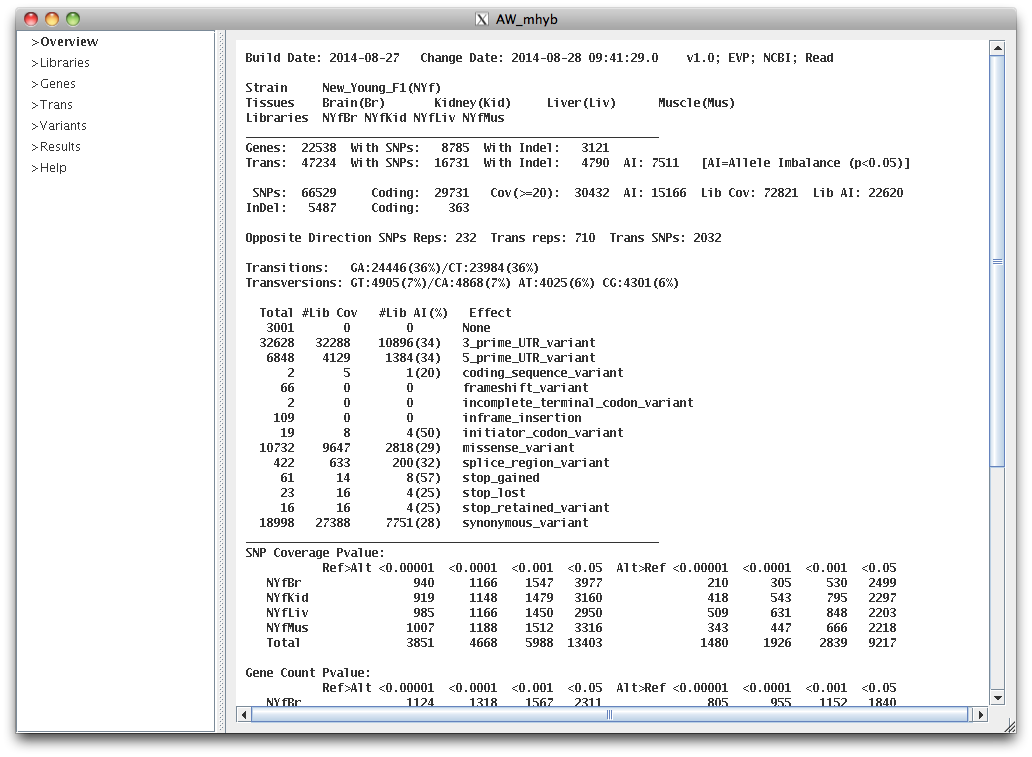 AW_mhyb
>Overview
>Libraries
>Genes
>Trans
>Variants
>Results
>Help
Build Date: 2014-08-27   Change Date: 2014-08-28 09:41:29.0    v1.0; EVP; NCBI; Read
Strain     New_Young_F1(NYf)
Tissues    Brain(Br)       Kidney(Kid)     Liver(Liv)      Muscle(Mus)
Libraries  NYfBr NYfKid NYfLiv NYfMus
Genes:  22538  With SNPs:   8785  With Indel:   3121
Trans:  47234  With SNPs:  16731  With Indel:   4790  AI: 7511   [AI=Allele Imbalance (p<0.05)]
SNPs:  66529     Coding:  29731   Cov(>=20):  30432  AI: 15166  Lib Cov: 72821  Lib AI: 22620
InDel:   5487     Coding:    363
Opposite Direction SNPs Reps: 232  Trans reps: 710  Trans SNPs: 2032
Transitions:   GA:24446(36%)/CT:23984(36%)
Transversions: GT:4905(7%)/CA:4868(7%) AT:4025(6%) CG:4301(6%)
Total #Lib Cov   #Lib AI(%)   Effect
3001       0        0       None
32628   32288    10896(34)   3_prime_UTR_variant
6848    4129     1384(34)   5_prime_UTR_variant
2       5        1(20)   coding_sequence_variant
66       0        0       frameshift_variant
2       0        0       incomplete_terminal_codon_variant
109       0        0       inframe_insertion
19       8        4(50)   initiator_codon_variant
10732    9647     2818(29)   missense_variant
422     633      200(32)   splice_region_variant
61      14        8(57)   stop_gained
23      16        4(25)   stop_lost
16      16        4(25)   stop_retained_variant
18998   27388     7751(28)   synonymous_variant
SNP Coverage Pvalue:
Ref>Alt <0.00001  <0.0001  <0.001  <0.05  Alt>Ref <0.00001  <0.0001  <0.001  <0.05
NYfBr                940     1166    1547   3977               210      305     530   2499
NYfKid               919     1148    1479   3160               418      543     795   2297
NYfLiv               985     1166    1450   2950               509      631     848   2203
NYfMus              1007     1188    1512   3316               343      447     666   2218
Total               3851     4668    5988  13403              1480     1926    2839   9217
Gene Count Pvalue:
Ref>Alt <0.00001  <0.0001  <0.001  <0.05  Alt>Ref <0.00001  <0.0001  <0.001  <0.05
NYfBr               1124     1318    1567   2311               805      955    1152   1840